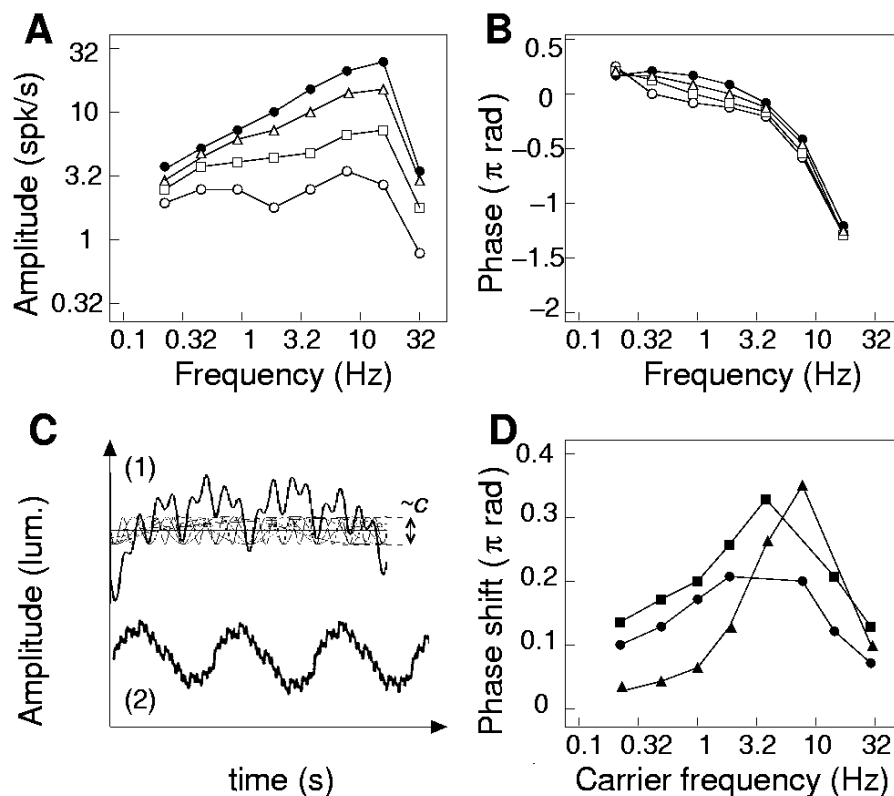 A
Amplitude (spk/s)
32
10
3.2
1
0.32
0.1 0.32 1 3.2 10 32
Frequency (Hz)
B
Phase (π rad)
0.5
0
−0.5
−1
−1.5
−2
0.1 0.32 1 3.2 10 32
Frequency (Hz)
C
Amplitude (lum.)
(1)
~C
(2)
time (s)
D
Phase shift (π rad)
0.4
0.3
0.2
0.1
0
0.1 0.32 1 3.2 10 32
Carrier frequency (Hz)